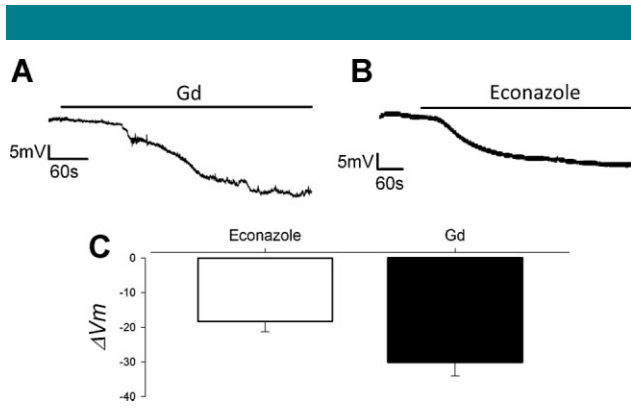 A
B
Gd
Econazole
5mV
60s
5mV
60s
C
Econazole
Gd
0
-10
-20
-30
-40
ΔVm